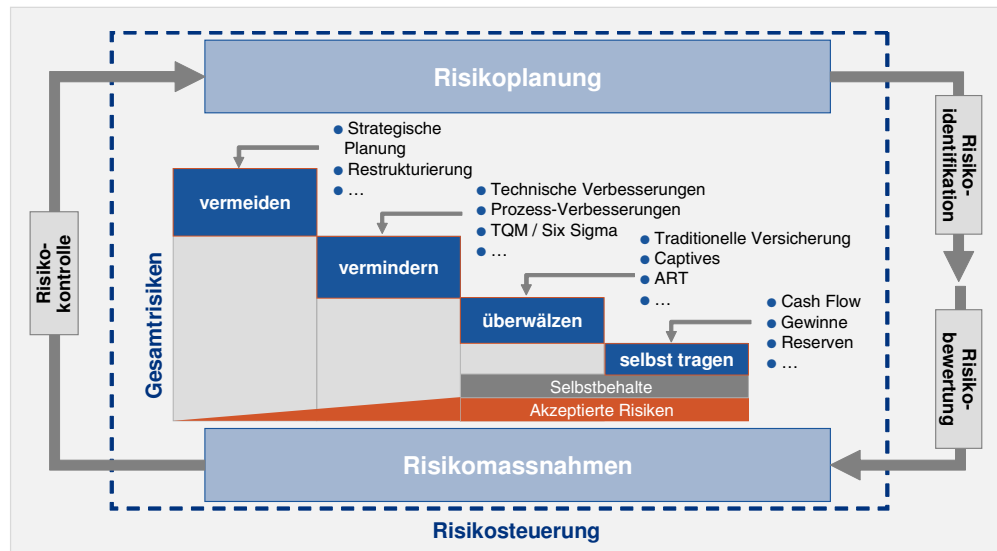 Risikoplanung
Risiko-
identifikation
Risiko-
bewertung
Risiko-
kontrolle
Gesamtrisiken
● Strategische
Planung
● Restrukturierung
● …
vermeiden
● Technische Verbesserungen
● Prozess-Verbesserungen
● TQM / Six Sigma
● …
vermindern
● Traditionelle Versicherung
● Captives
● ART
● …
überwälzen
● Cash Flow
● Gewinne
● Reserven
● …
selbst tragen
Selbstbehalte
Akzeptierte Risiken
Risikomassnahmen
Risikosteuerung